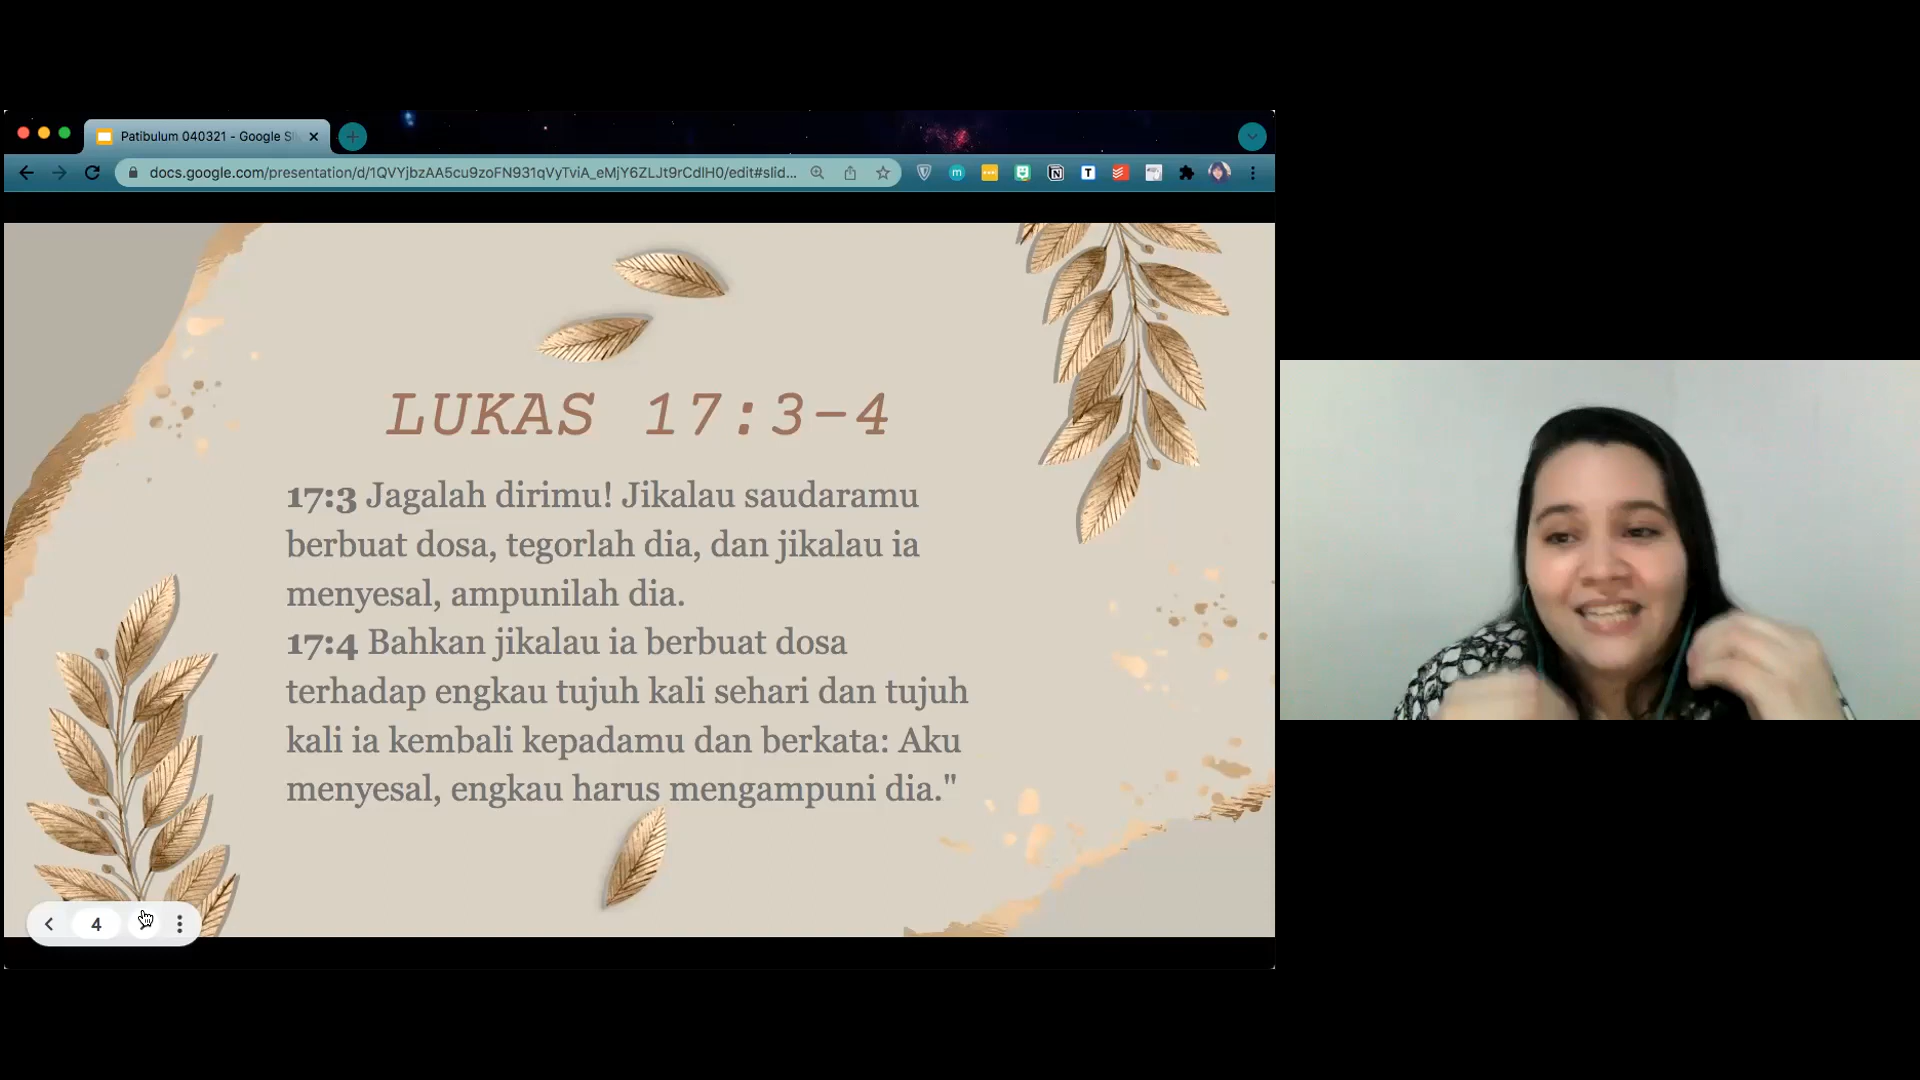 Patibulum 040321 - Google Sl
docs.google.com/presentation/d/1QVYjbzAA5cu9zoFN931qVyTviA_eMjY6ZLJt9rCdlH0/edit#slid...
LUKAS 17:3-4
17:3 Jagalah dirimu! Jikalau saudaramu
berbuat dosa, tegorlah dia, dan jikalau ia
menyesal, ampunilah dia.
17:4 Bahkan jikalau ia berbuat dosa
terhadap engkau tujuh kali sehari dan tujuh
kali ia kembali kepadamu dan berkata: Aku
menyesal, engkau harus mengampuni dia."
4